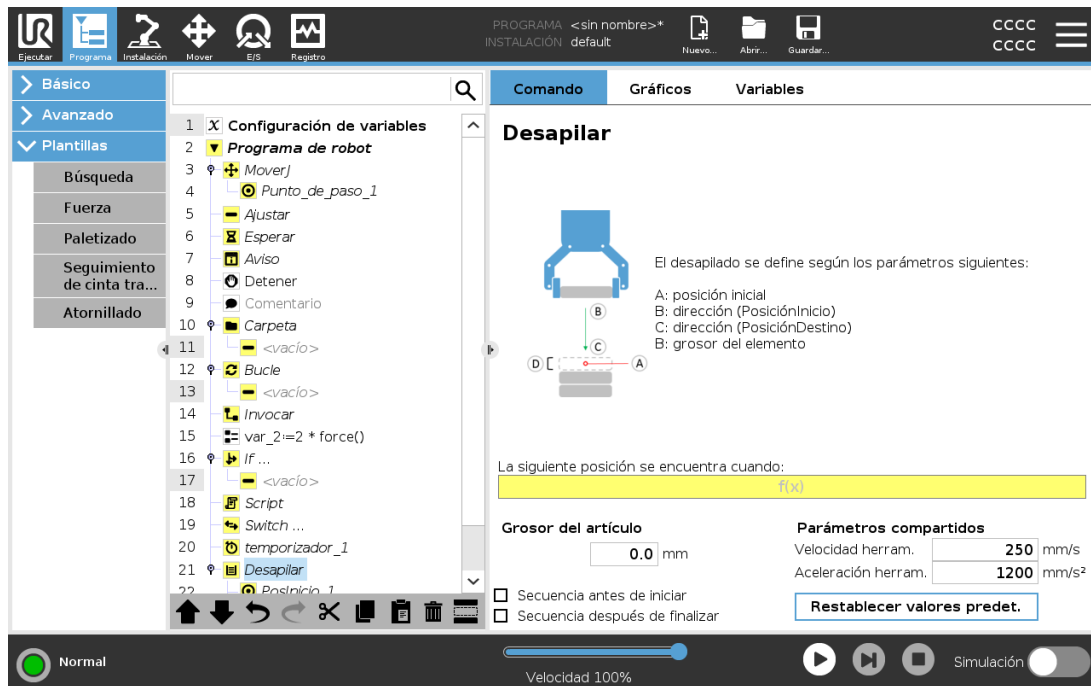 Ejecutar
Programa
Instalación
Mover
E/S
Registro
PROGRAMA <sin nombre>*
INSTALACIÓN default
Nuevo...
Abrir...
Guardar...
CCCC
CCCC
Básico
Avanzado
Plantillas
Búsqueda
Fuerza
Paletizado
Seguimiento
de cinta tra...
Atornillado
1 X Configuración de variables
2 Programa de robot
3 MoverJ
4 Punto_de_paso_1
5 Ajustar
6 Esperar
7 Aviso
8 Detener
9 Comentario
10 Carpeta
11 <vacío>
12 Bucle
13 <vacío>
14 Invocar
15 var_2:=2 * force()
16 If ...
17 <vacío>
18 Script
19 Switch ...
20 temporizador_1
21 Desapilar
22 PosInicio_1
Comando
Gráficos
Variables
Desapilar
El desapilado se define según los parámetros siguientes:
A: posición inicial
B: dirección (PosiciónInicio)
C: dirección (PosiciónDestino)
B: grosor del elemento
B
C
D
A
La siguiente posición se encuentra cuando:
f(x)
Grosor del artículo
0.0 mm
Secuencia antes de iniciar
Secuencia después de finalizar
Parámetros compartidos
Velocidad herram. 250 mm/s
Aceleración herram. 1200 mm/s²
Restablecer valores predet.
Normal
Velocidad 100%
Simulación